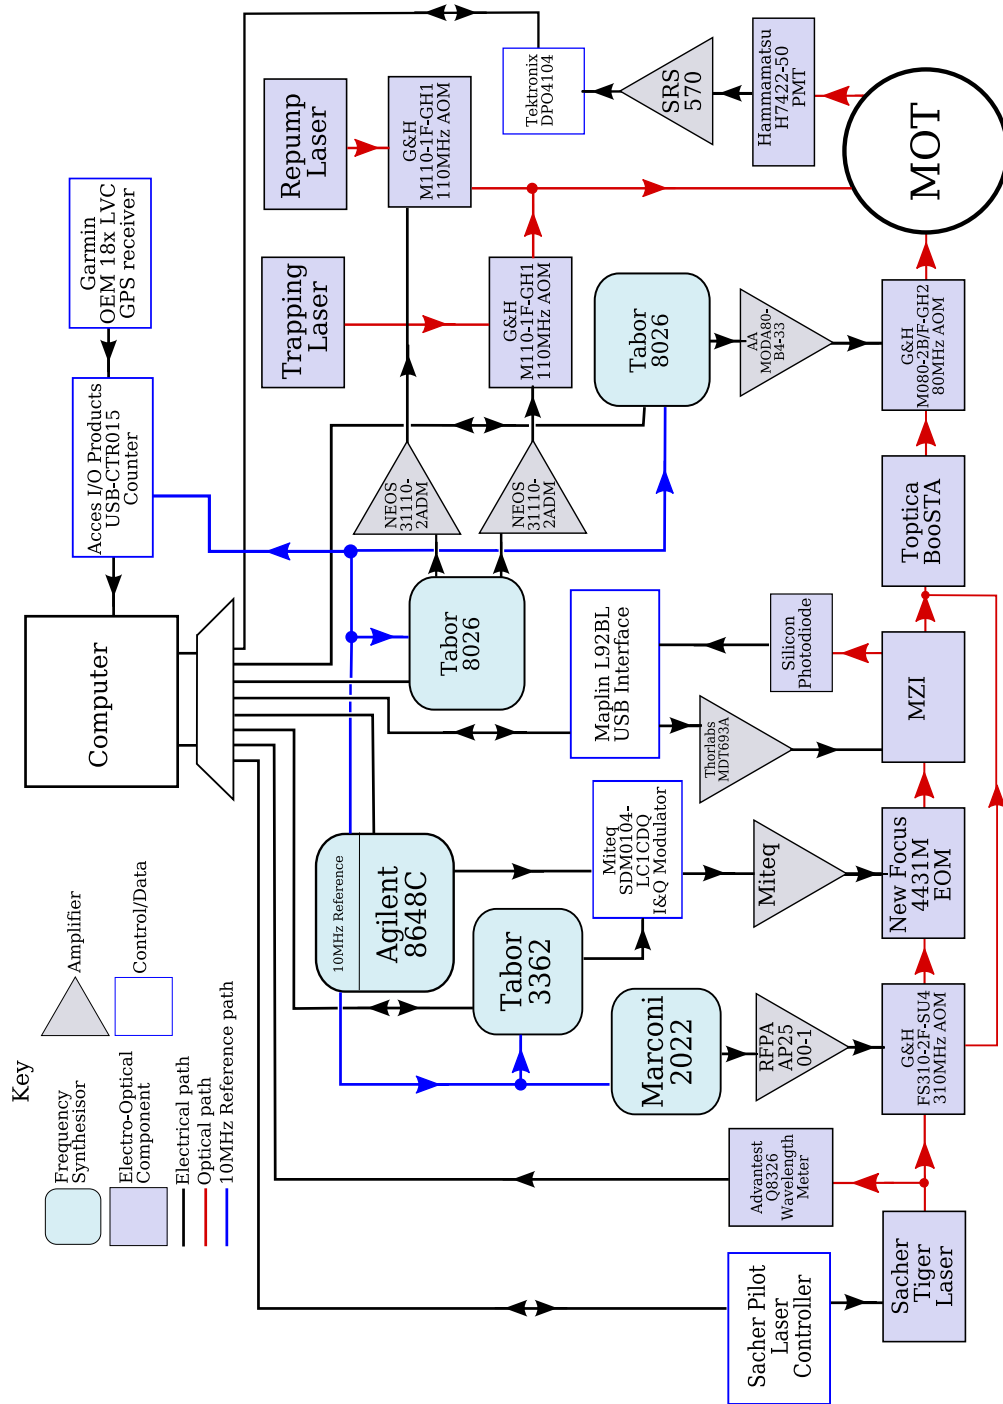 Key
Frequency
Synthesisor
Amplifier
Electro-Optical
Component
Control/Data
Electrical path
Optical path
10MHz Reference path
Computer
Acces I/O Products
USB-CTR015
Counter
Garmin
OEM 18x LVC
GPS receiver
10MHz Reference
Agilent
8648C
Tabor
8026
NEOS
31110-
2ADM
NEOS
31110-
2ADM
Trapping
Laser
Repump
Laser
G&H
M110-1F-GH1
110MHz AOM
G&H
M110-1F-GH1
110MHz AOM
Tektronix
DPO4104
SRS
570
Hammamatsu
H7422-50
PMT
MOT
Tabor
3362
Marconi
2022
Miteq
SDM0104-
LC1CDQ
I&Q Modulator
Maplin L92BL
USB Interface
Tabor
8026
Sacher Pilot
Laser
Controller
Advantest
Q8326
Wavelength
Meter
RFPA
AP25
00-1
Miteq
Thorlabs
MDT693A
Silicon
Photodiode
AA
MODA80-
B4-33
Sacher
Tiger
Laser
G&H
FS310-2F-SU4
310MHz AOM
New Focus
4431M
EOM
MZI
Toptica
BooSTA
G&H
M080-2B/F-GH2
80MHz AOM